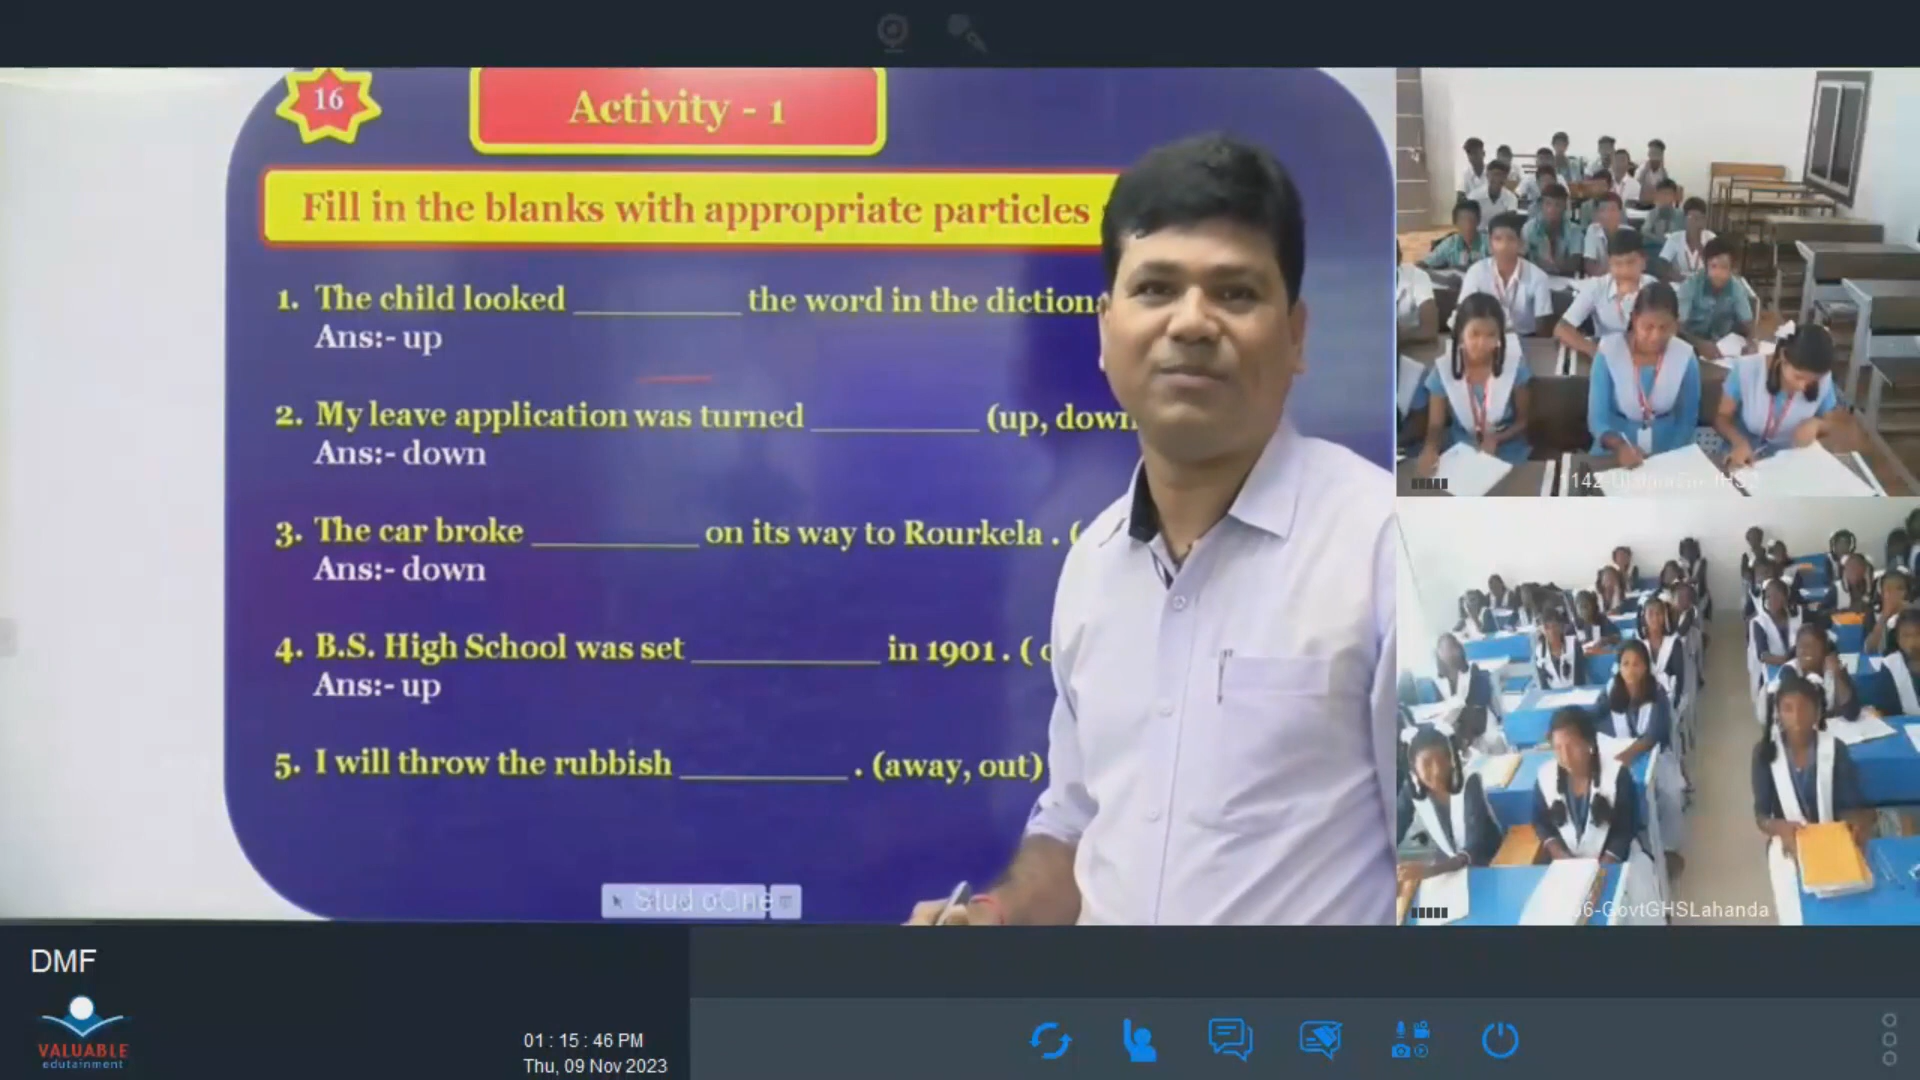 16
Activity - 1
Fill in the blanks with appropriate particles
1. The child looked __________ the word in the
Ans:- up
2. My leave application was turned __________ (up, down
Ans:- down
3. The car broke __________ on its way to Rourkela . (
Ans:- down
4. B.S. High School was set ___________ in 1901 . (
Ans:- up
5. I will throw the rubbish __________ . (away, out)
DMF
VALUABLE
edutainment
01 : 15 : 46 PM
Thu, 09 Nov 2023